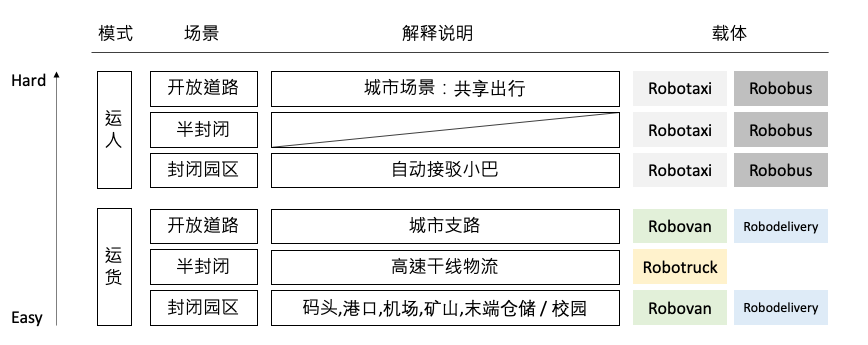 模式 场景 解释说明 载体
Hard
运人
开放道路 城市场景：共享出行 Robotaxi Robobus
半封闭 Robotaxi Robobus
封闭园区 自动接驳小巴 Robotaxi Robobus
运货
开放道路 城市支路 Robovan Robodelivery
半封闭 高速干线物流 Robotruck
封闭园区 码头,港口,机场,矿山,末端仓储 / 校园 Robovan Robodelivery
Easy